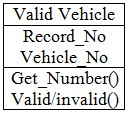 Valid Vehicle
Record_No
Vehicle_No
Get_Number()
Valid/invalid()